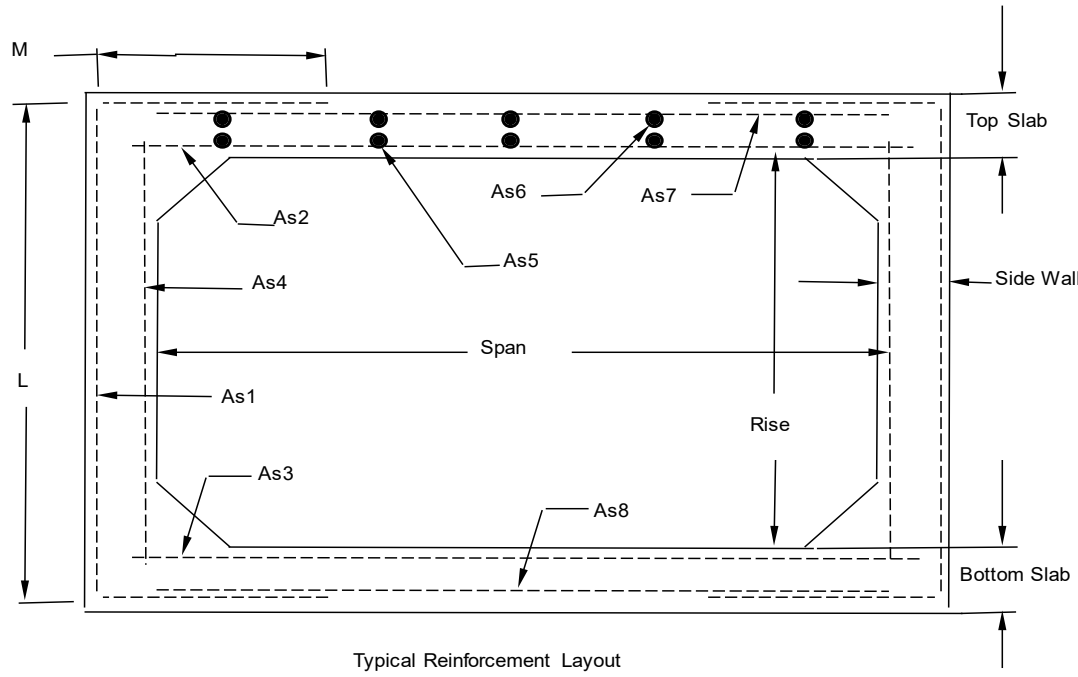 M
Top Slab
As6
As7
As2
As5
As4
Side Wall
Span
L
As1
Rise
As3
As8
Bottom Slab
Typical Reinforcement Layout